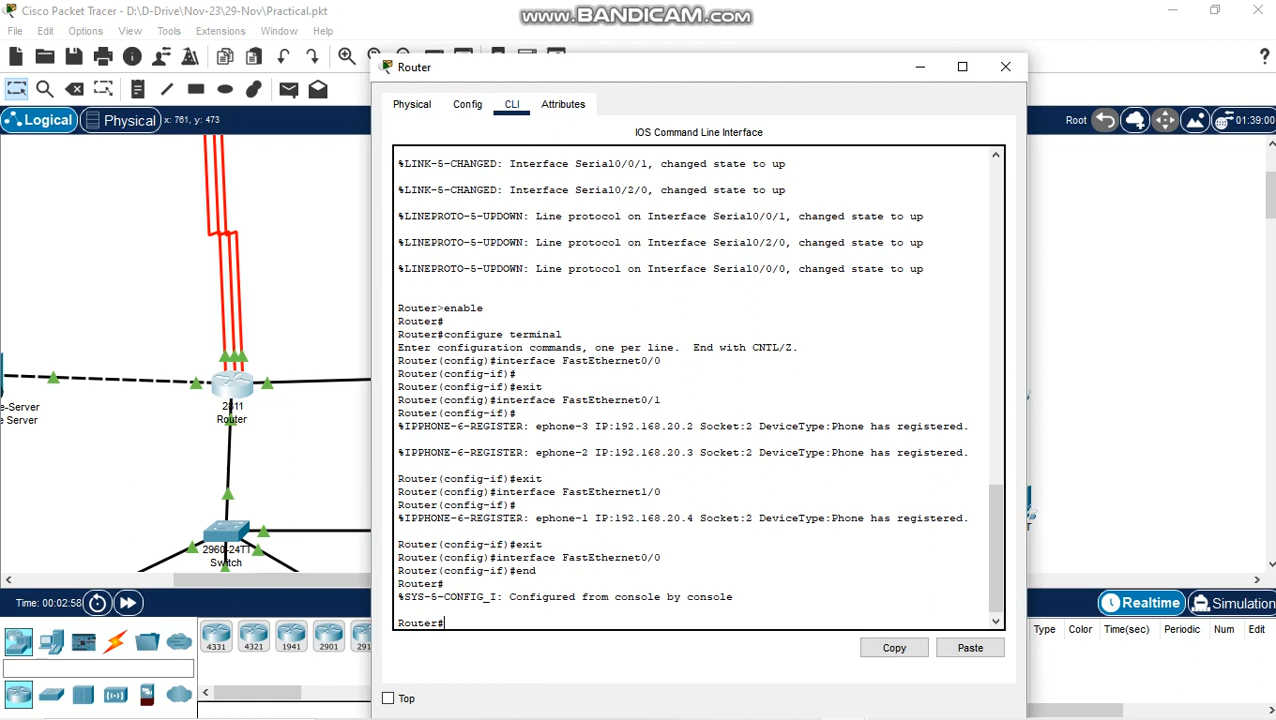 Cisco Packet Tracer - D:\D-Drive\Nov-23\29-Nov\Practical.pkt
www.BANDICAM.com
File Edit Options View Tools Extensions Window Help
Router
Logical Physical x: 761, y: 473
Root 01:39:00
Physical Config CLI Attributes
IOS Command Line Interface
%LINK-5-CHANGED: Interface Serial0/0/1, changed state to up
%LINK-5-CHANGED: Interface Serial0/2/0, changed state to up
%LINEPROTO-5-UPDOWN: Line protocol on Interface Serial0/0/1, changed state to up
%LINEPROTO-5-UPDOWN: Line protocol on Interface Serial0/2/0, changed state to up
%LINEPROTO-5-UPDOWN: Line protocol on Interface Serial0/0/0, changed state to up
Router>enable
Router#
Router#configure terminal
Enter configuration commands, one per line. End with CNTL/Z.
Router(config)#interface FastEthernet0/0
Router(config-if)#
Router(config-if)#exit
Router(config)#interface FastEthernet0/1
Router(config-if)#
%IPPHONE-6-REGISTER: ephone-3 IP:192.168.20.2 Socket:2 DeviceType:Phone has registered.
%IPPHONE-6-REGISTER: ephone-2 IP:192.168.20.3 Socket:2 DeviceType:Phone has registered.
Router(config-if)#exit
Router(config)#interface FastEthernet1/0
Router(config-if)#
%IPPHONE-6-REGISTER: ephone-1 IP:192.168.20.4 Socket:2 DeviceType:Phone has registered.
Router(config-if)#exit
Router(config)#interface FastEthernet0/0
Router(config-if)#end
Router#
%SYS-5-CONFIG_I: Configured from console by console
Router#
Copy Paste
Top
e-Server
e Server
2811
Router
2960-24TT
Switch
T
Time: 00:02:58
Realtime Simulation
4331 4321 1941 2901 291
Type Color Time(sec) Periodic Num Edit